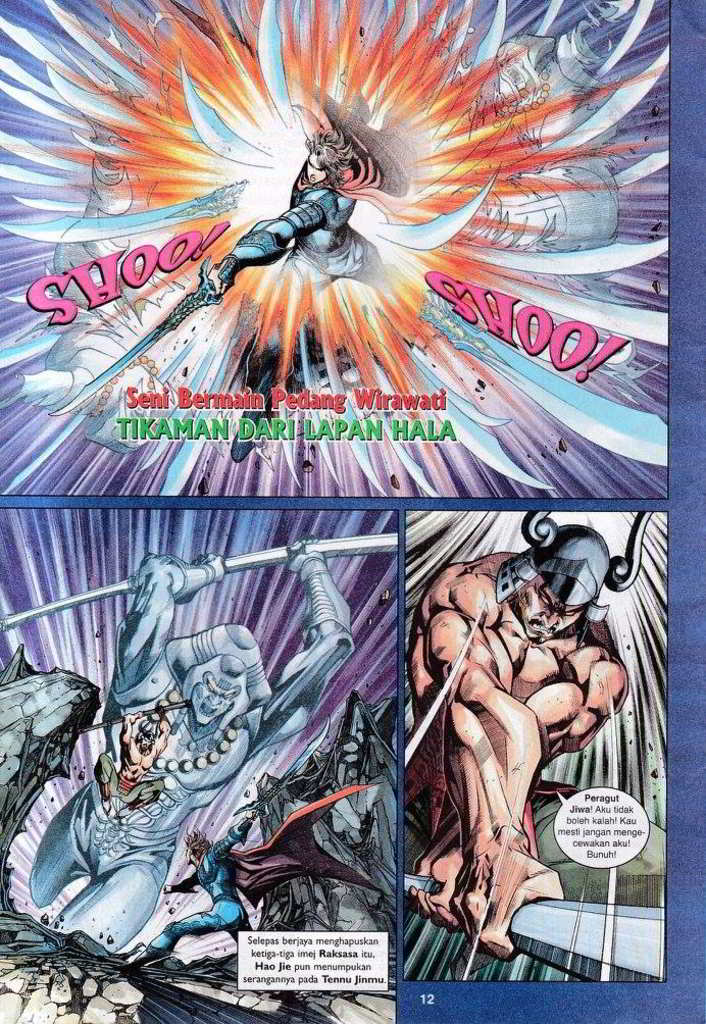 SHOO!
SHOO!
Seni Bermain Pedang Wirawati
TIKAMAN DARI LAPAN HALA
Selepas berjaya menghapuskan
ketiga-tiga imej Raksasa itu,
Hao Jie pun menumpukan
serangannya pada Tennu Jinmu.
Peragut
Jiwa! Aku tidak
boleh kalah! Kau
mesti jangan menge-
cewakan aku!
Bunuh!
12